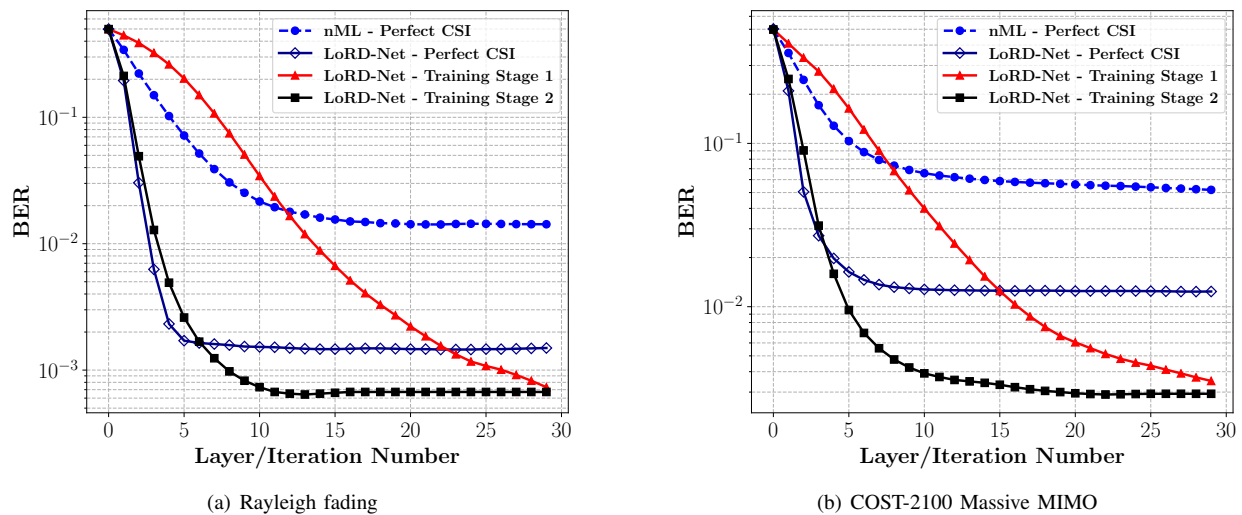 nML - Perfect CSI
LoRD-Net - Perfect CSI
LoRD-Net - Training Stage 1
LoRD-Net - Training Stage 2
BER
10⁻¹
10⁻²
10⁻³
0 5 10 15 20 25 30
Layer/Iteration Number
(a) Rayleigh fading
nML - Perfect CSI
LoRD-Net - Perfect CSI
LoRD-Net - Training Stage 1
LoRD-Net - Training Stage 2
BER
10⁻¹
10⁻²
0 5 10 15 20 25 30
Layer/Iteration Number
(b) COST-2100 Massive MIMO